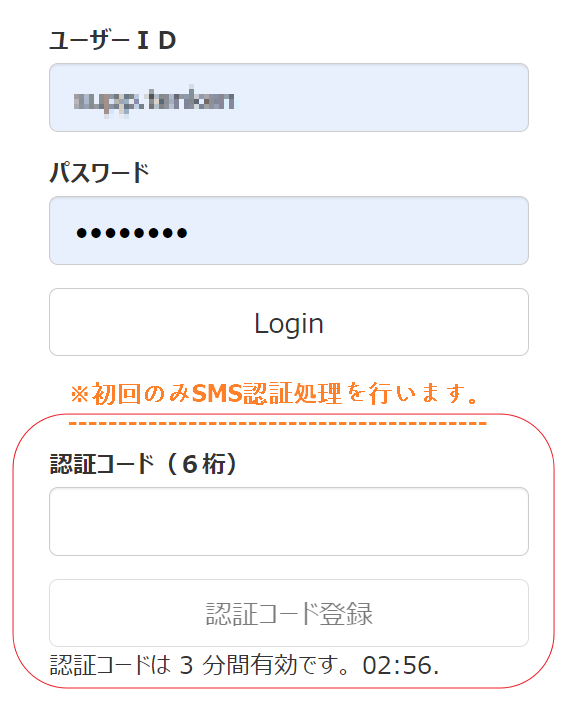 ユーザーＩＤ
supp.tenken
パスワード
••••••••
Login
※初回のみSMS認証処理を行います。
認証コード（６桁）
認証コード登録
認証コードは 3 分間有効です。02:56.